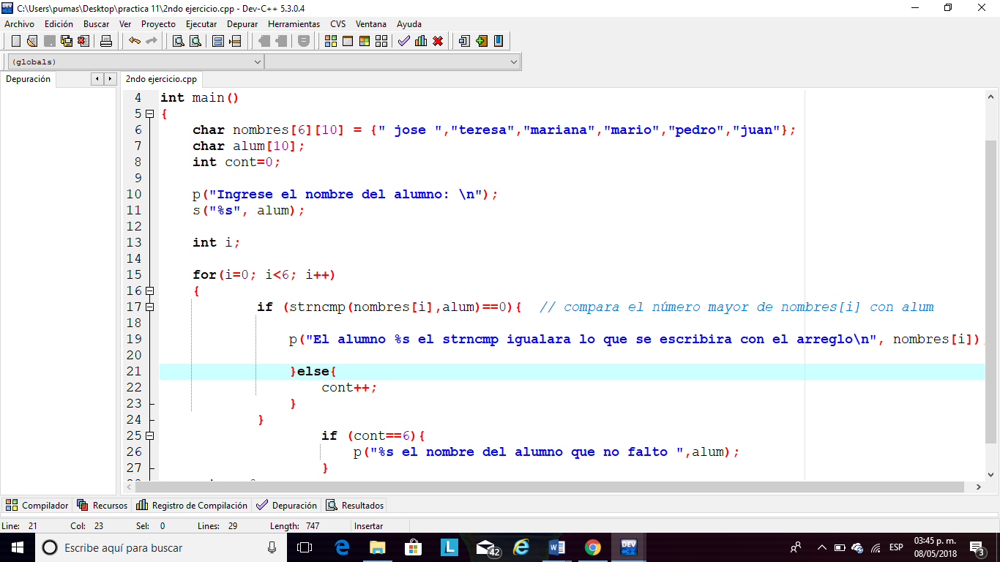 C:\Users\pumas\Desktop\practica 11\2ndo ejercicio.cpp - Dev-C++ 5.3.0.4
Archivo Edición Buscar Ver Proyecto Ejecutar Depurar Herramientas CVS Ventana Ayuda
(globals)
Depuración 2ndo ejercicio.cpp
4 int main()
5 {
6 char nombres[6][10] = {" jose ","teresa","mariana","mario","pedro","juan"};
7 char alum[10];
8 int cont=0;
9
10 p("Ingrese el nombre del alumno: \n");
11 s("%s", alum);
12
13 int i;
14
15 for(i=0; i<6; i++)
16 {
17 if (strncmp(nombres[i],alum)==0){ // compara el número mayor de nombres[i] con alum
18
19 p("El alumno %s el strncmp igualara lo que se escribira con el arreglo\n", nombres[i])
20
21 }else{
22 cont++;
23 }
24 }
25 if (cont==6){
26 p("%s el nombre del alumno que no falto ",alum);
27 }
Compilador Recursos Registro de Compilación Depuración Resultados
Line: 21 Col: 23 Sel: 0 Lines: 29 Length: 747 Insertar
Escribe aquí para buscar L 42 DEV C++ ESP 03:45 p. m.
08/05/2018 3